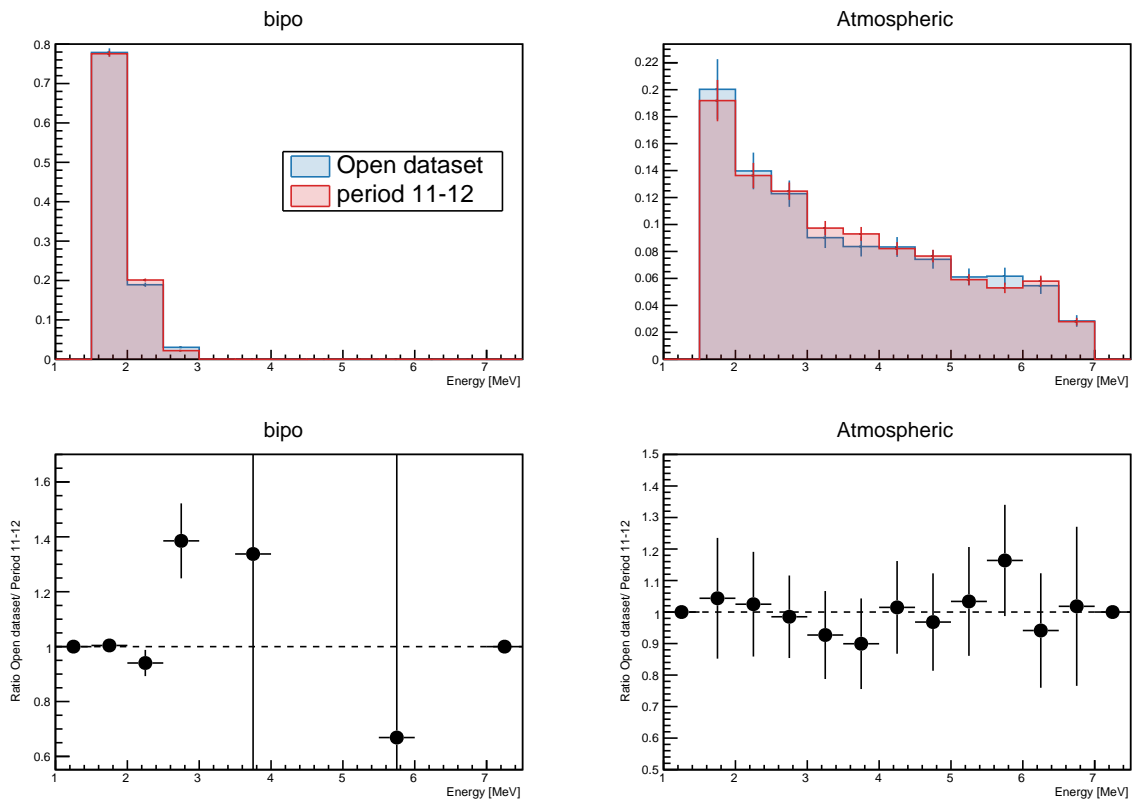 bipo
0.8
0.7
0.6
0.5
0.4
0.3
0.2
0.1
0
1 2 3 4 5 6 7
Energy [MeV]
Open dataset
period 11-12
Atmospheric
0.22
0.2
0.18
0.16
0.14
0.12
0.1
0.08
0.06
0.04
0.02
0
1 2 3 4 5 6 7
Energy [MeV]
bipo
Ratio Open dataset/ Period 11-12
1.6
1.4
1.2
1
0.8
0.6
1 2 3 4 5 6 7
Energy [MeV]
Atmospheric
Ratio Open dataset/ Period 11-12
1.5
1.4
1.3
1.2
1.1
1
0.9
0.8
0.7
0.6
0.5
1 2 3 4 5 6 7
Energy [MeV]